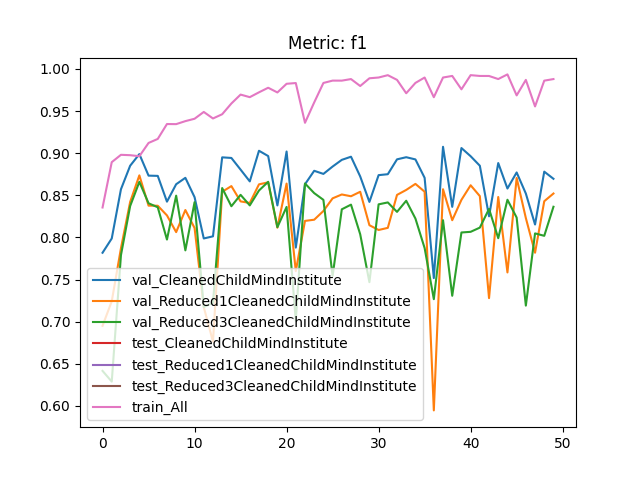 Metric: f1
1.00
0.95
0.90
0.85
0.80
0.75
0.70
0.65
0.60
val_CleanedChildMindInstitute
val_Reduced1CleanedChildMindInstitute
val_Reduced3CleanedChildMindInstitute
test_CleanedChildMindInstitute
test_Reduced1CleanedChildMindInstitute
test_Reduced3CleanedChildMindInstitute
train_All
0 10 20 30 40 50